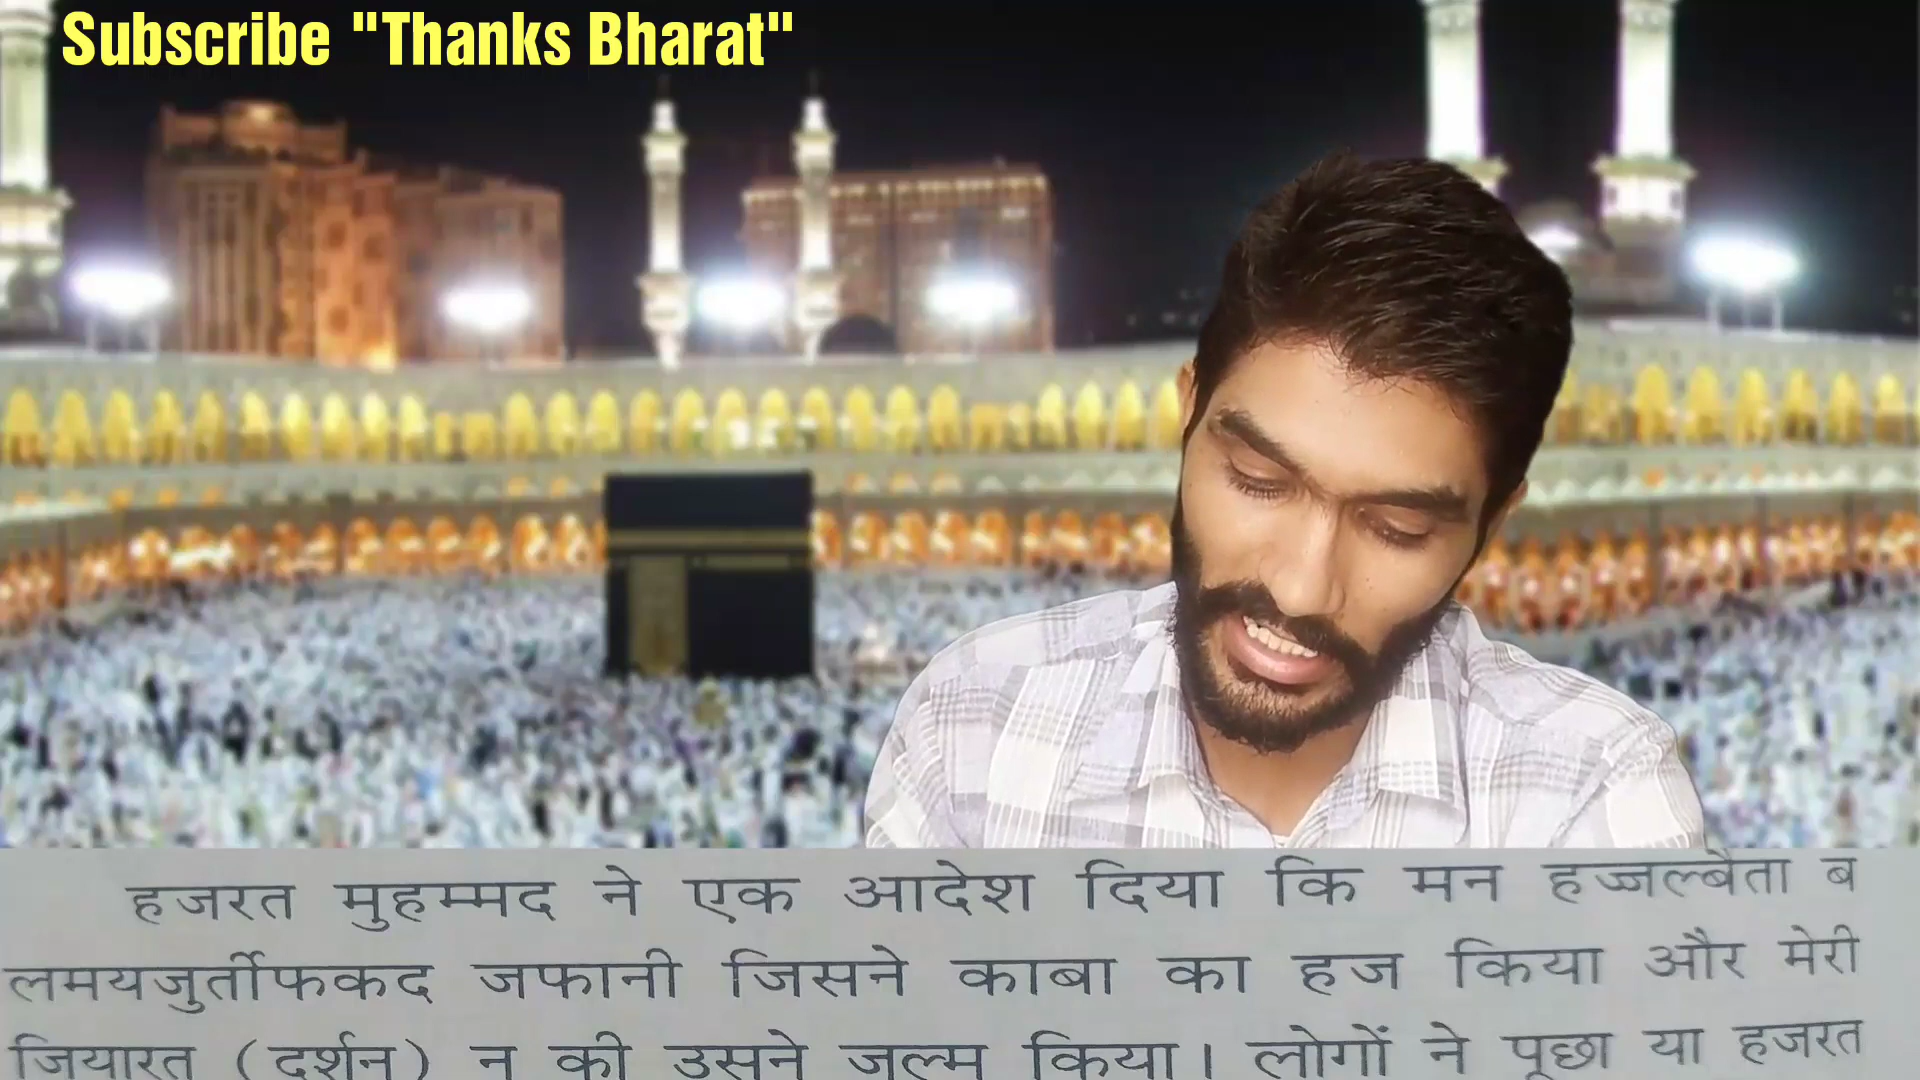 Subscribe "Thanks Bharat"
हजरत मुहम्मद ने एक आदेश दिया कि मन हज्जल्बैता ब
लमयजुर्तीफकद जफानी जिसने काबा का हज किया और मेरी
जियारत (दर्शन) न की उसने जुल्म किया। लोगों ने पूछा या हजरत